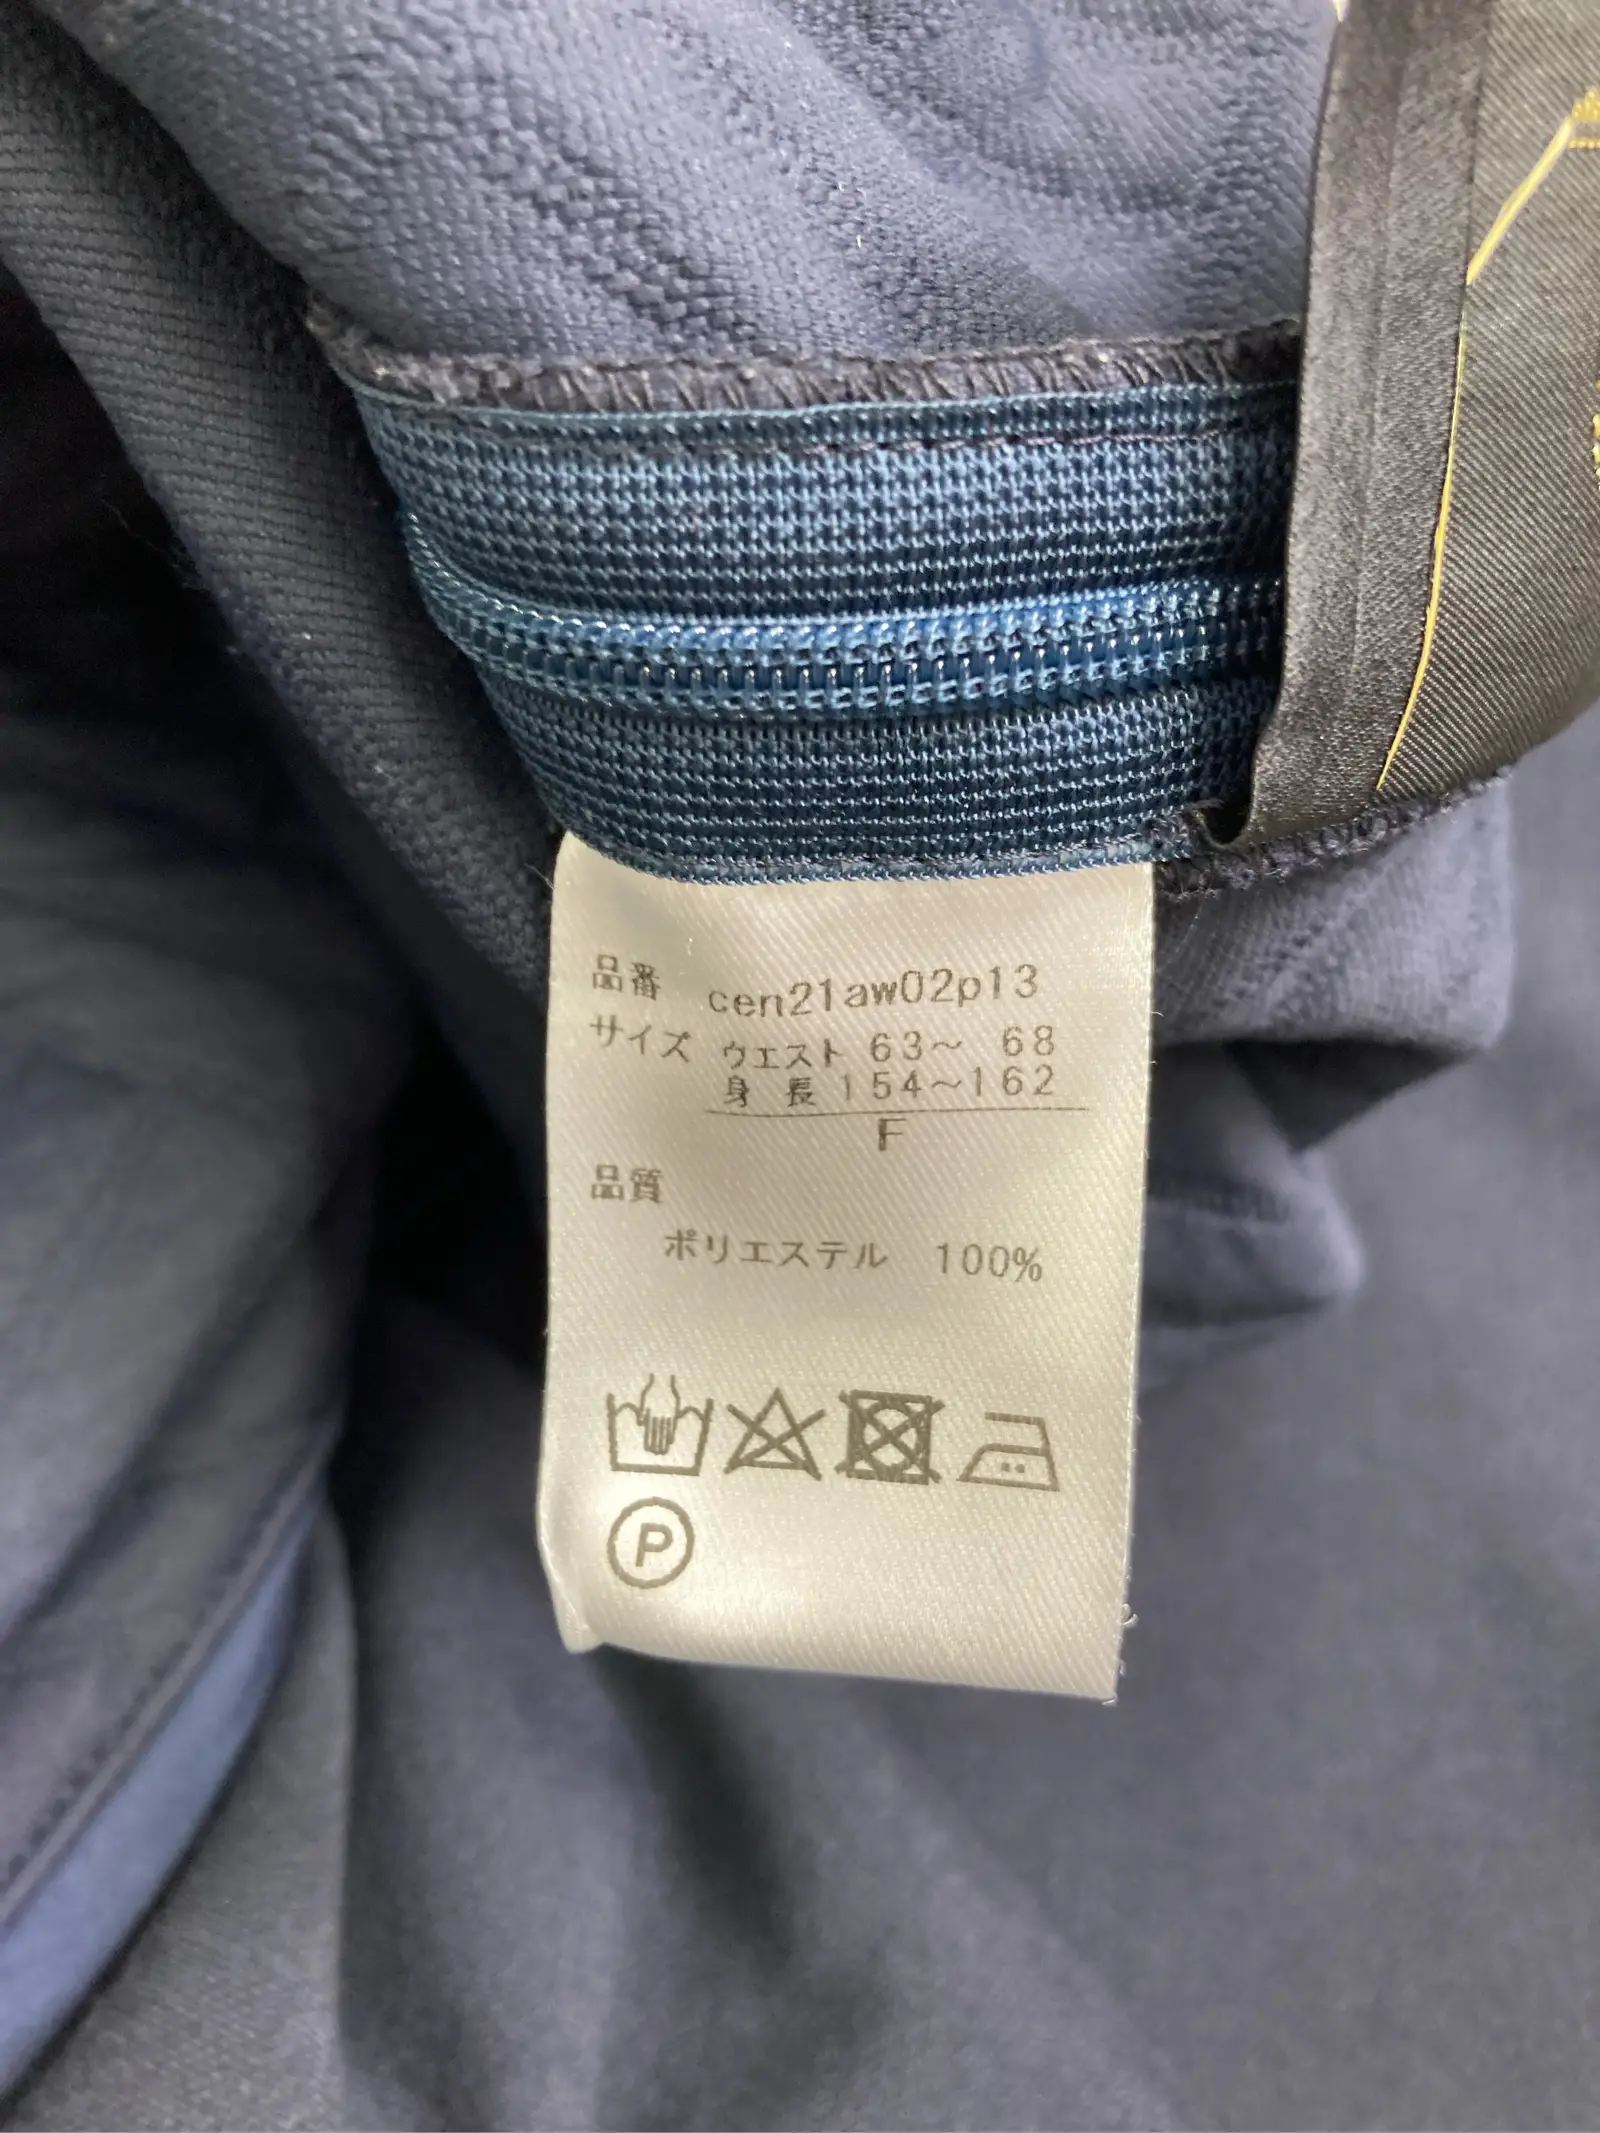 品番 cen21aw02p13
サイズ ウエスト 63～ 68
身長 154～162
F
品質
ポリエステル 100%
P